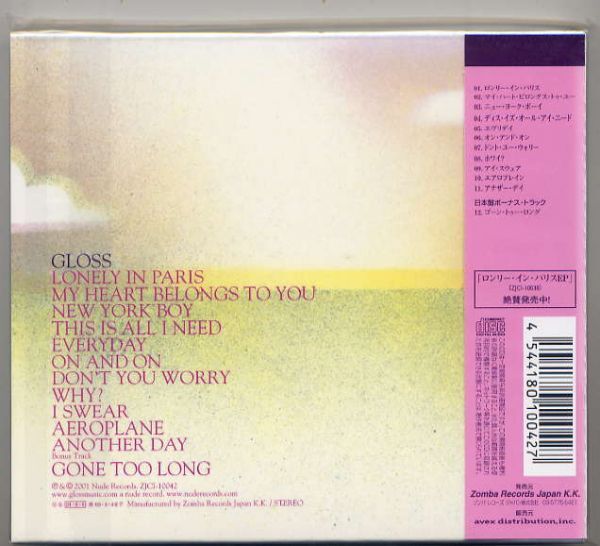 GLOSS
LONELY IN PARIS
MY HEART BELONGS TO YOU
NEW YORK BOY
THIS IS ALL I NEED
EVERYDAY
ON AND ON
DON'T YOU WORRY
WHY?
I SWEAR
AEROPLANE
ANOTHER DAY
Bonus Track
GONE TOO LONG
℗ & © 2001 Nude Records. ZJCI-10042
www.glossmusic.com a nude record. www.nuderecords.com
Manufactured by Zomba Records Japan K.K. / STEREO
01. ロンリー・イン・パリス
02. マイ・ハート・ビロングス・トゥ・ユー
03. ニュー・ヨーク・ボーイ
04. ディス・イズ・オール・アイ・ニード
05. エヴリデイ
06. オン・アンド・オン
07. ドント・ユー・ウォリー
08. ホワイ?
09. アイ・スウェア
10. エアロプレイン
11. アナザー・デイ
日本盤ボーナス・トラック
12. ゴーン・トゥー・ロング
「ロンリー・イン・パリスEP」
絶賛発売中!
COMPACT
disc
4 544180 100427
発売元
Zomba Records Japan K.K.
販売元
avex distribution,inc.